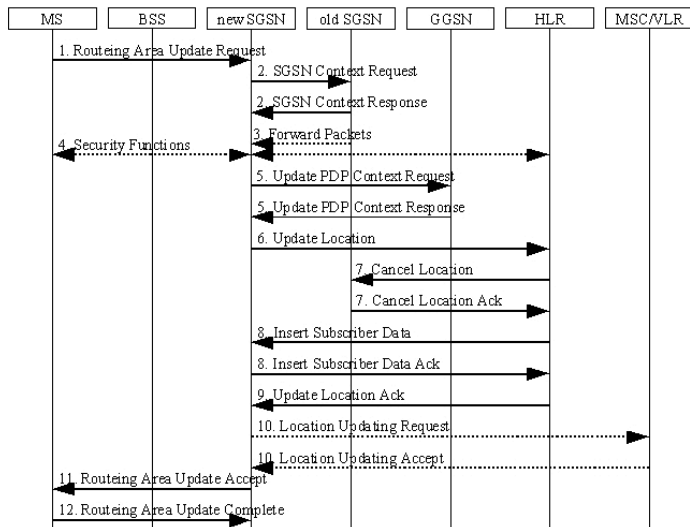 MS
BSS
new SGSN
old SGSN
GGSN
HLR
MSC/VLR
1. Routeing Area Update Request
2. SGSN Context Request
2. SGSN Context Response
3. Forward Packets
4. Security Functions
5. Update PDP Context Request
5. Update PDP Context Response
6. Update Location
7. Cancel Location
7. Cancel Location Ack
8. Insert Subscriber Data
8. Insert Subscriber Data Ack
9. Update Location Ack
10. Location Updating Request
10. Location Updating Accept
11. Routeing Area Update Accept
12. Routeing Area Update Complete